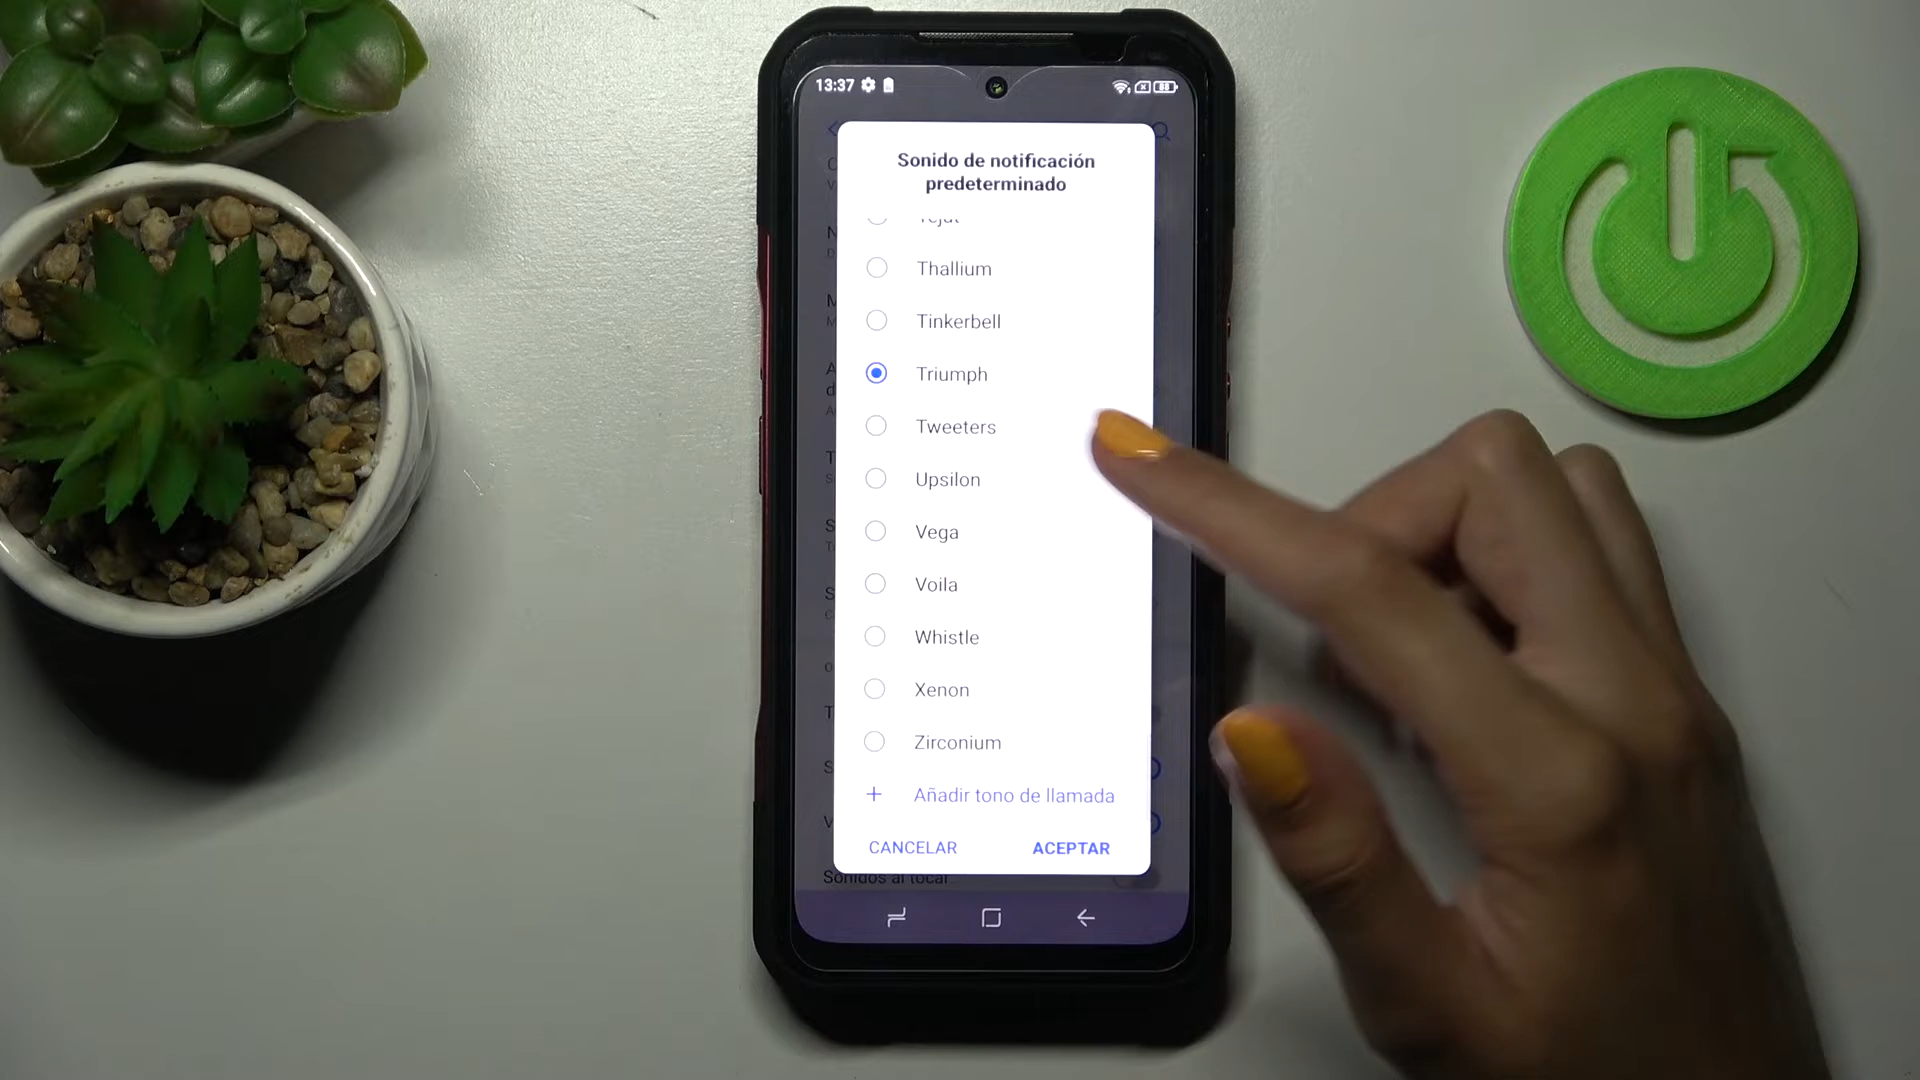 13:37
Sonido de notificación
predeterminado
Thallium
Tinkerbell
Triumph
Tweeters
Upsilon
Vega
Voila
Whistle
Xenon
Zirconium
+ Añadir tono de llamada
CANCELAR ACEPTAR
Sonidos al tocar